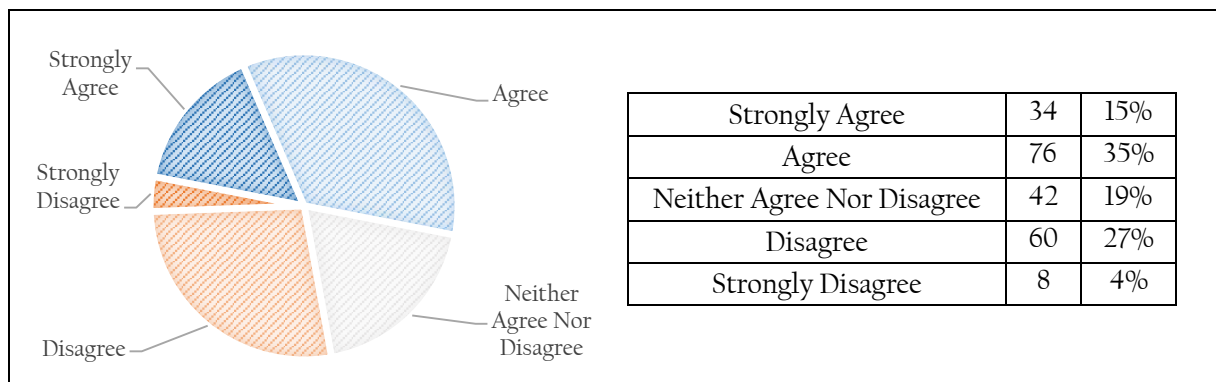 Strongly
Agree
Agree
Strongly
Disagree
Neither
Agree Nor
Disagree
Disagree
Strongly Agree 34 15%
Agree 76 35%
Neither Agree Nor Disagree 42 19%
Disagree 60 27%
Strongly Disagree 8 4%